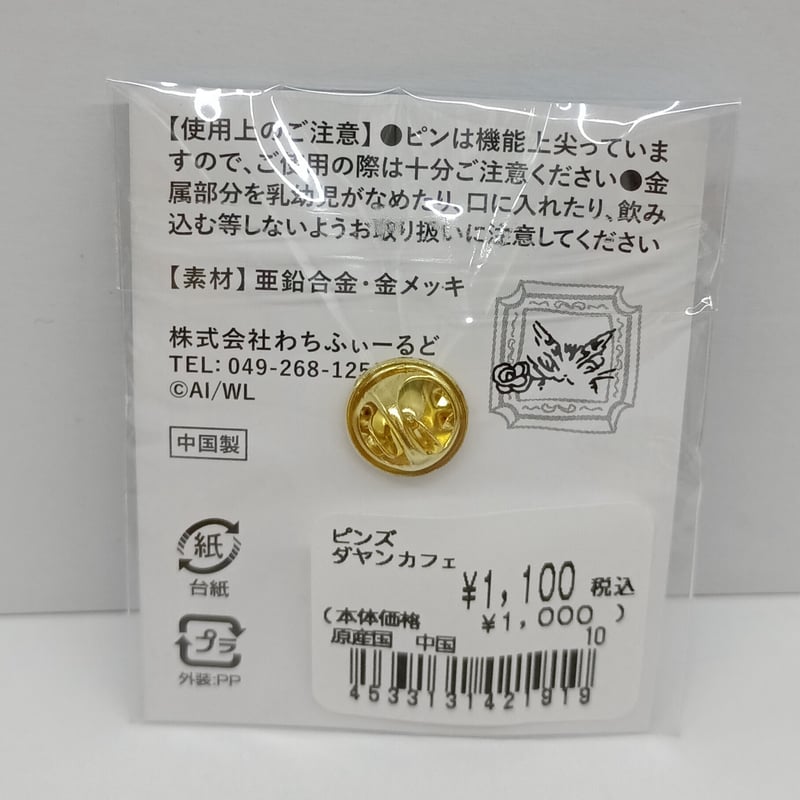 【使用上のご注意】●ピンは機能上尖っていま
すので、ご使用の際は十分ご注意ください●金
属部分を乳幼児がなめたり、口に入れたり、飲み
込む等しないようお取り扱いに注意してください
【素材】亜鉛合金・金メッキ
株式会社わちふぃーるど
TEL: 049-268-125
©AI/WL
中国製
紙
台紙
プラ
外装:PP
ピンズ
ダヤンカフェ
¥1,100 税込
(本体価格 ¥1,000)
原産国 中国 10
4533131421919